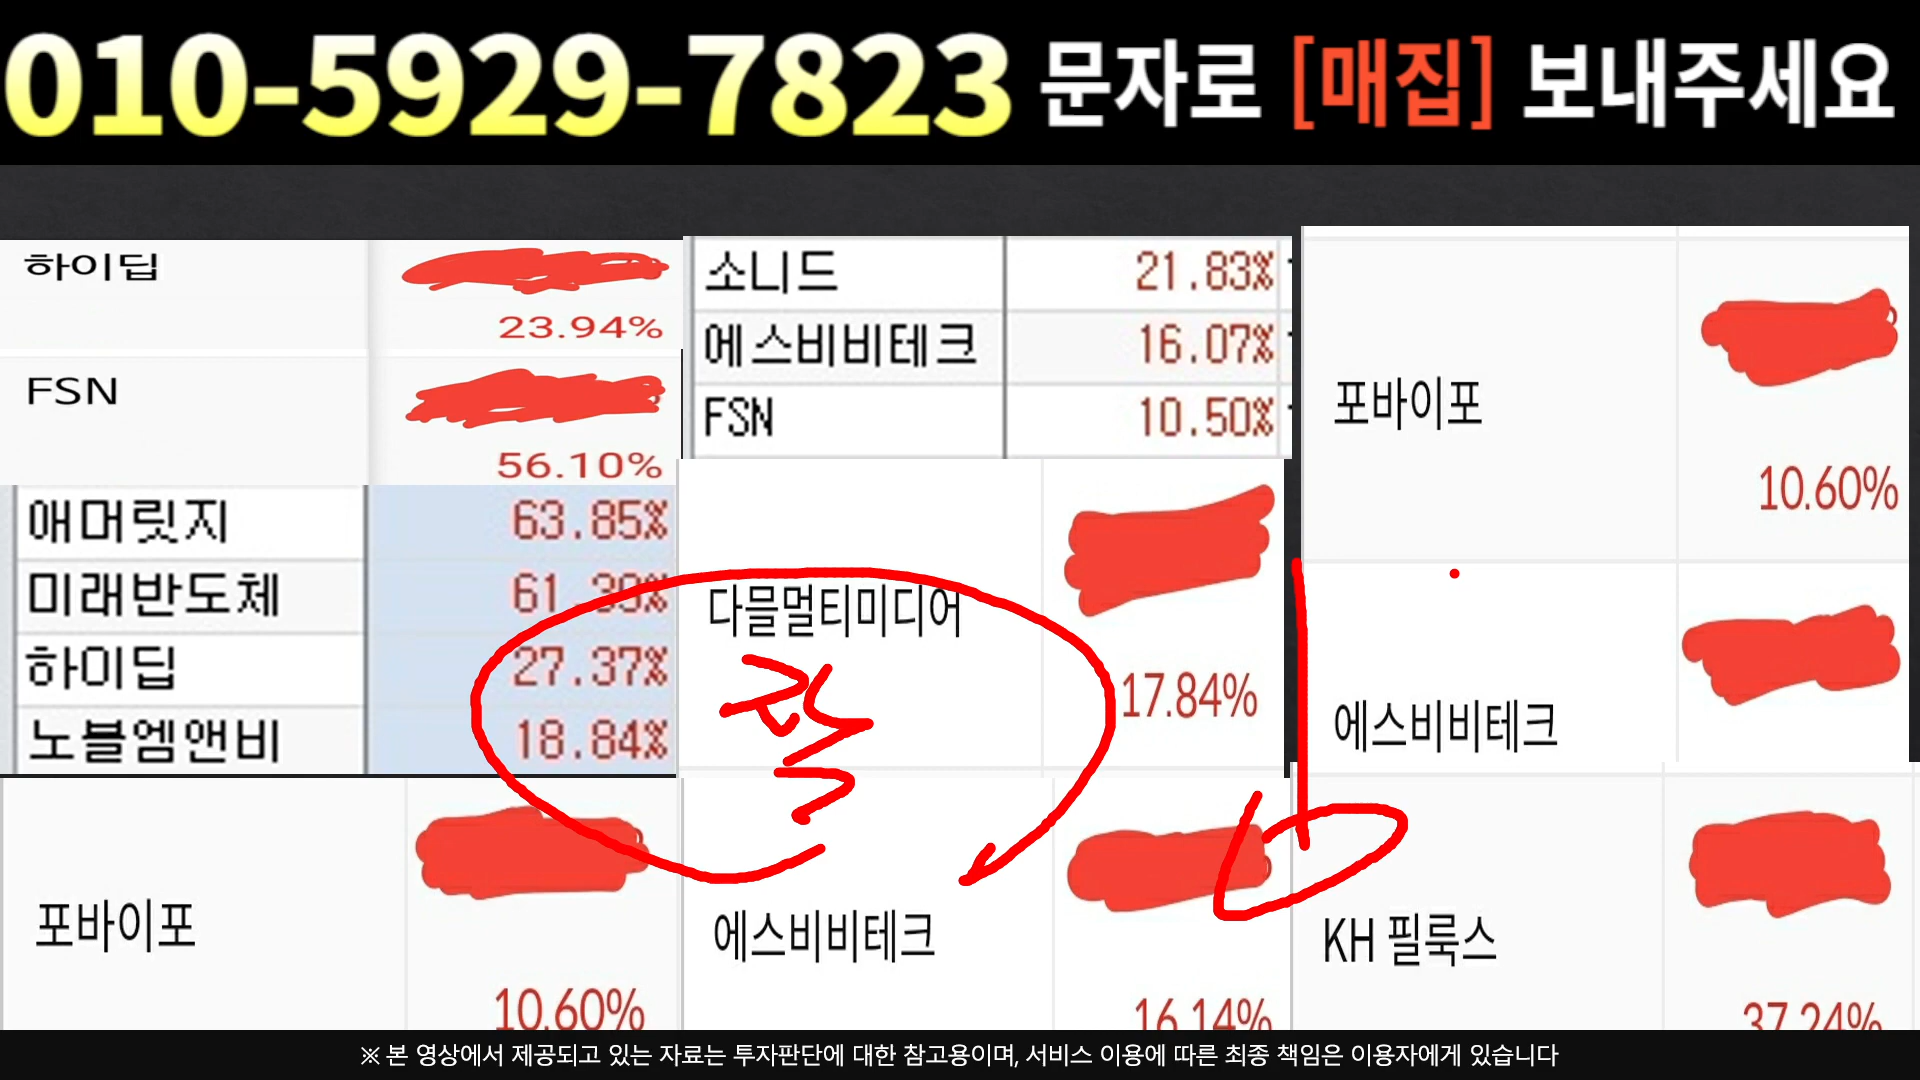 010-5929-7823 문자로 [매집] 보내주세요
하이딥
23.94%
FSN
56.10%
애머릿지 63.85%
미래반도체 61.39%
하이딥 27.37%
노블엠앤비 18.84%
소니드 21.83%
에스비비테크 16.07%
FSN 10.50%
다믈멀티미디어
17.84%
포바이포
10.60%
에스비비테크
포바이포
10.60%
에스비비테크
16.14%
KH 필룩스
37.24%
※ 본 영상에서 제공되고 있는 자료는 투자판단에 대한 참고용이며, 서비스 이용에 따른 최종 책임은 이용자에게 있습니다